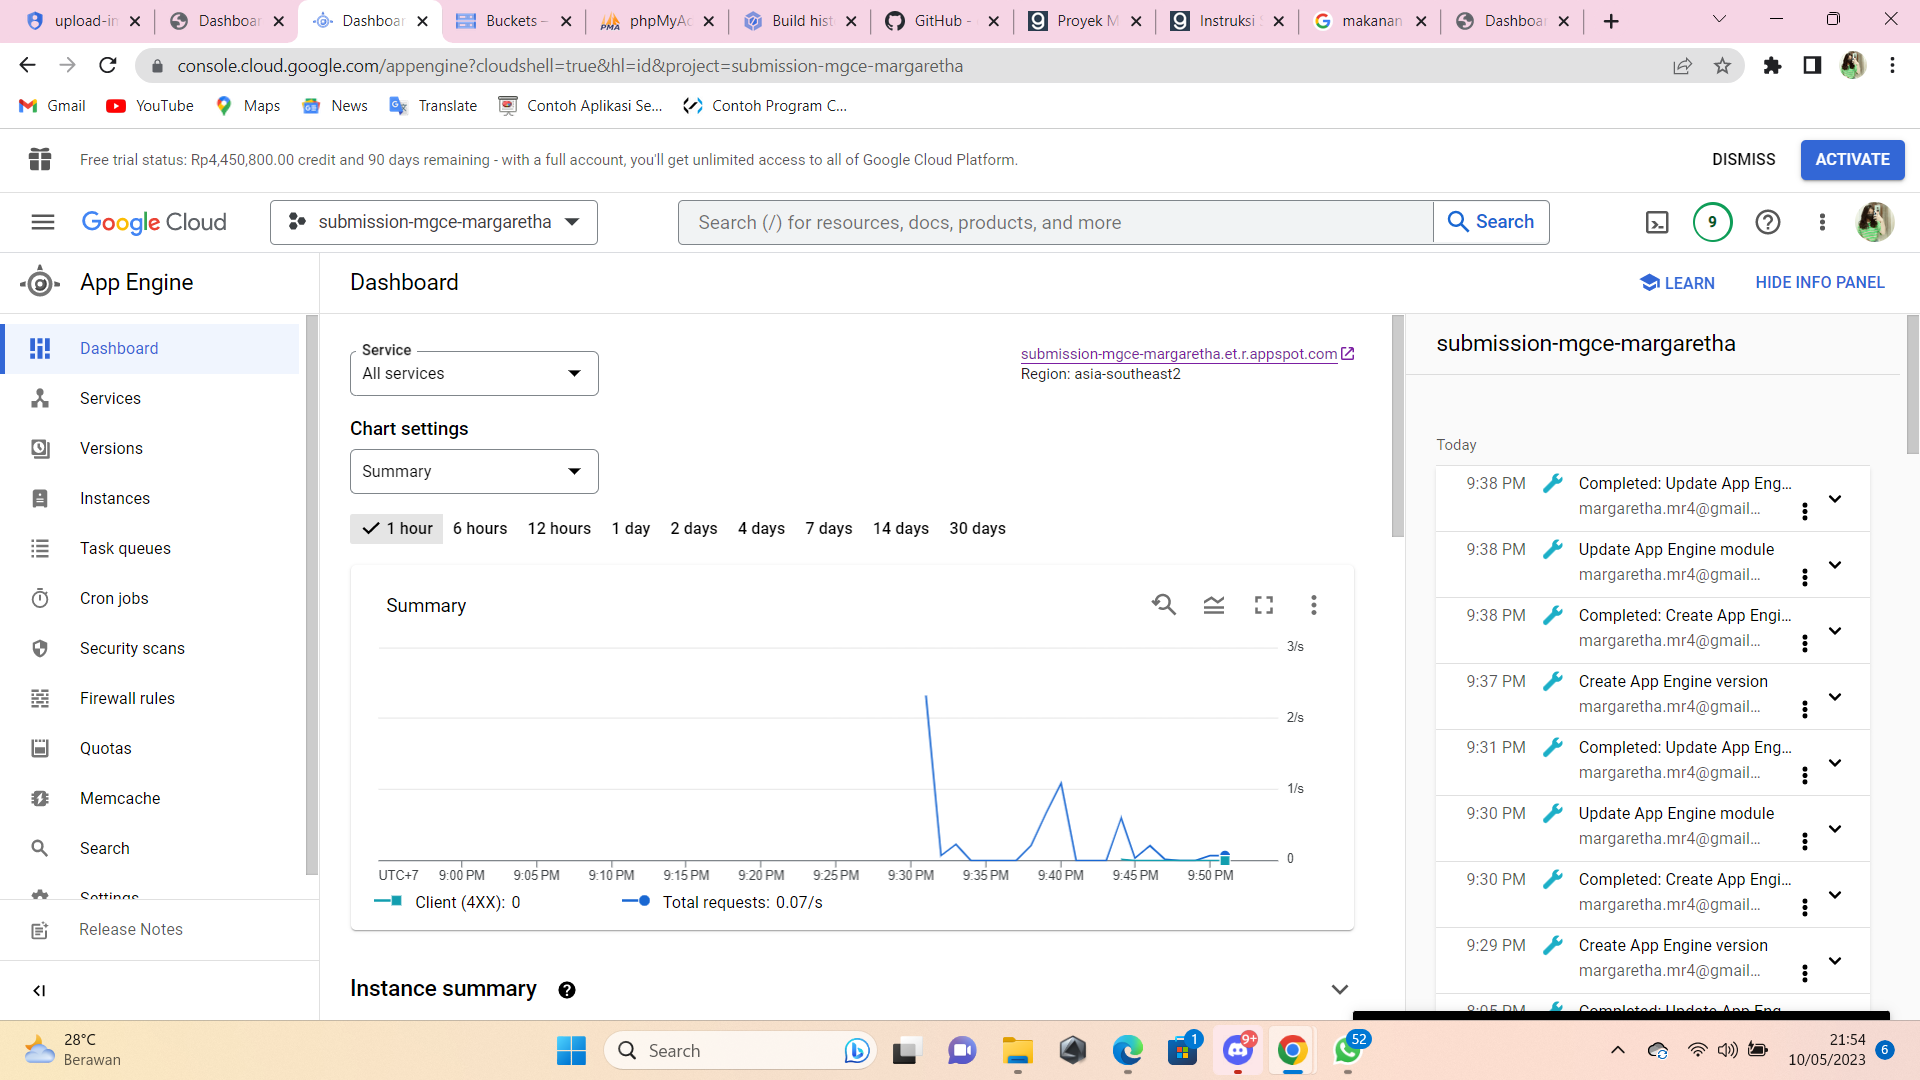 upload-in
Dashboar
Dashboar
Buckets –
phpMyAd
Build hist
GitHub -
Proyek M
Instruksi S
makanan
Dashboar
console.cloud.google.com/appengine?cloudshell=true&hl=id&project=submission-mgce-margaretha
Gmail YouTube Maps News Translate Contoh Aplikasi Se... Contoh Program C...
Free trial status: Rp4,450,800.00 credit and 90 days remaining - with a full account, you'll get unlimited access to all of Google Cloud Platform.
DISMISS ACTIVATE
Google Cloud submission-mgce-margaretha Search (/) for resources, docs, products, and more Search 9
App Engine
Dashboard
LEARN HIDE INFO PANEL
Dashboard
Services
Versions
Instances
Task queues
Cron jobs
Security scans
Firewall rules
Quotas
Memcache
Search
Settings
Release Notes
Service
All services
submission-mgce-margaretha.et.r.appspot.com
Region: asia-southeast2
Chart settings
Summary
1 hour 6 hours 12 hours 1 day 2 days 4 days 7 days 14 days 30 days
Summary
3/s
2/s
1/s
0
UTC+7 9:00 PM 9:05 PM 9:10 PM 9:15 PM 9:20 PM 9:25 PM 9:30 PM 9:35 PM 9:40 PM 9:45 PM 9:50 PM
Client (4XX): 0 Total requests: 0.07/s
Instance summary ?
submission-mgce-margaretha
Today
9:38 PM Completed: Update App Eng...
margaretha.mr4@gmail...
9:38 PM Update App Engine module
margaretha.mr4@gmail...
9:38 PM Completed: Create App Engi...
margaretha.mr4@gmail...
9:37 PM Create App Engine version
margaretha.mr4@gmail...
9:31 PM Completed: Update App Eng...
margaretha.mr4@gmail...
9:30 PM Update App Engine module
margaretha.mr4@gmail...
9:30 PM Completed: Create App Engi...
margaretha.mr4@gmail...
9:29 PM Create App Engine version
margaretha.mr4@gmail...
8:05 PM Completed: Update App Eng...
28°C
Berawan
Search
1
9+
52
21:54
10/05/2023
6